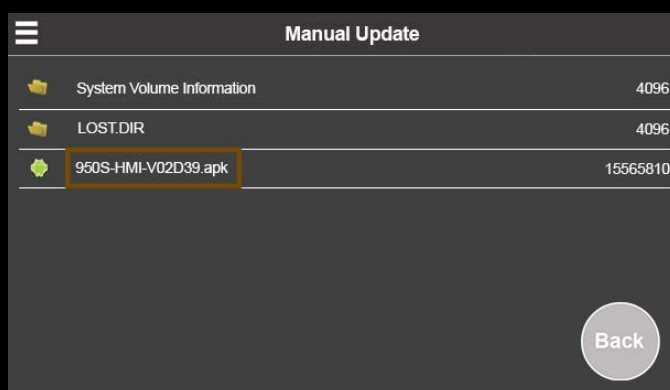 Manual Update
System Volume Information 4096
LOST.DIR 4096
950S-HMI-V02D39.apk 15565810
Back